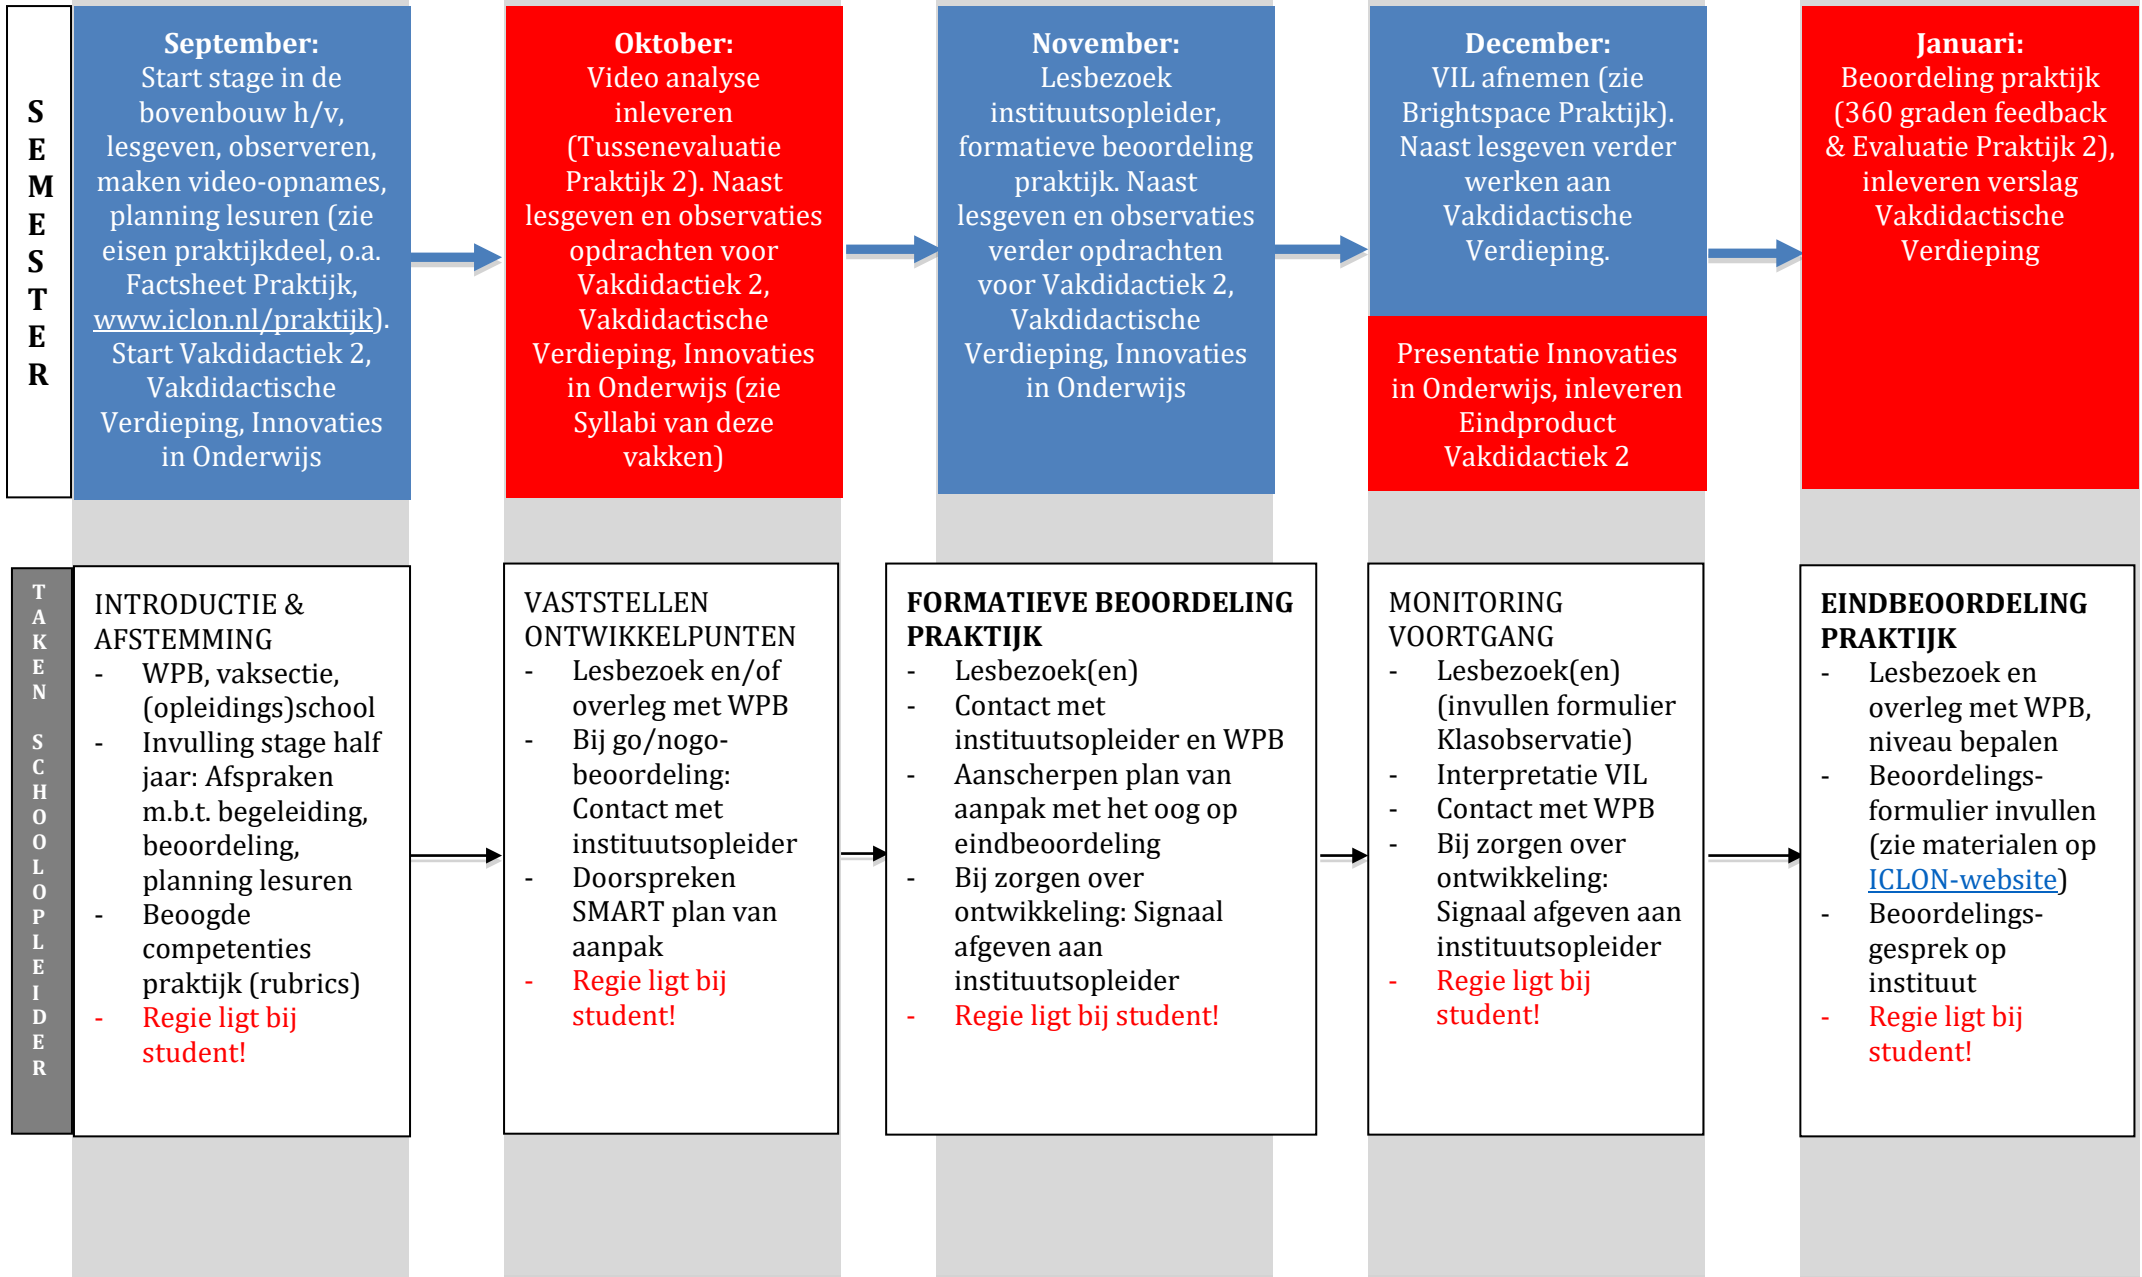 SEMESTER
September:
Start stage in de
bovenbouw h/v,
lesgeven, observeren,
maken video-opnames,
planning lesuren (zie
eisen praktijkdeel, o.a.
Factsheet Praktijk,
www.iclon.nl/praktijk).
Start Vakdidactiek 2,
Vakdidactische
Verdieping, Innovaties
in Onderwijs
Oktober:
Video analyse
inleveren
(Tussenevaluatie
Praktijk 2). Naast
lesgeven en observaties
opdrachten voor
Vakdidactiek 2,
Vakdidactische
Verdieping, Innovaties
in Onderwijs (zie
Syllabi van deze
vakken)
November:
Lesbezoek
instituutsopleider,
formatieve beoordeling
praktijk. Naast
lesgeven en observaties
verder opdrachten
voor Vakdidactiek 2,
Vakdidactische
Verdieping, Innovaties
in Onderwijs
December:
VIL afnemen (zie
Brightspace Praktijk).
Naast lesgeven verder
werken aan
Vakdidactische
Verdieping.
Presentatie Innovaties
in Onderwijs, inleveren
Eindproduct
Vakdidactiek 2
Januari:
Beoordeling praktijk
(360 graden feedback
& Evaluatie Praktijk 2),
inleveren verslag
Vakdidactische
Verdieping
TAKEN SCHOOLOPLEIDER
INTRODUCTIE &
AFSTEMMING
- WPB, vaksectie,
(opleidings)school
- Invulling stage half
jaar: Afspraken
m.b.t. begeleiding,
beoordeling,
planning lesuren
- Beoogde
competenties
praktijk (rubrics)
- Regie ligt bij
student!
VASTSTELLEN
ONTWIKKELPUNTEN
- Lesbezoek en/of
overleg met WPB
- Bij go/nogo-
beoordeling:
Contact met
instituutsopleider
- Doorspreken
SMART plan van
aanpak
- Regie ligt bij
student!
FORMATIEVE BEOORDELING
PRAKTIJK
- Lesbezoek(en)
- Contact met
instituutsopleider en WPB
- Aanscherpen plan van
aanpak met het oog op
eindbeoordeling
- Bij zorgen over
ontwikkeling: Signaal
afgeven aan
instituutsopleider
- Regie ligt bij student!
MONITORING
VOORTGANG
- Lesbezoek(en)
(invullen formulier
Klasobservatie)
- Interpretatie VIL
- Contact met WPB
- Bij zorgen over
ontwikkeling:
Signaal afgeven aan
instituutsopleider
- Regie ligt bij
student!
EINDBEOORDELING
PRAKTIJK
- Lesbezoek en
overleg met WPB,
niveau bepalen
- Beoordelings-
formulier invullen
(zie materialen op
ICLON-website)
- Beoordelings-
gesprek op
instituut
- Regie ligt bij
student!